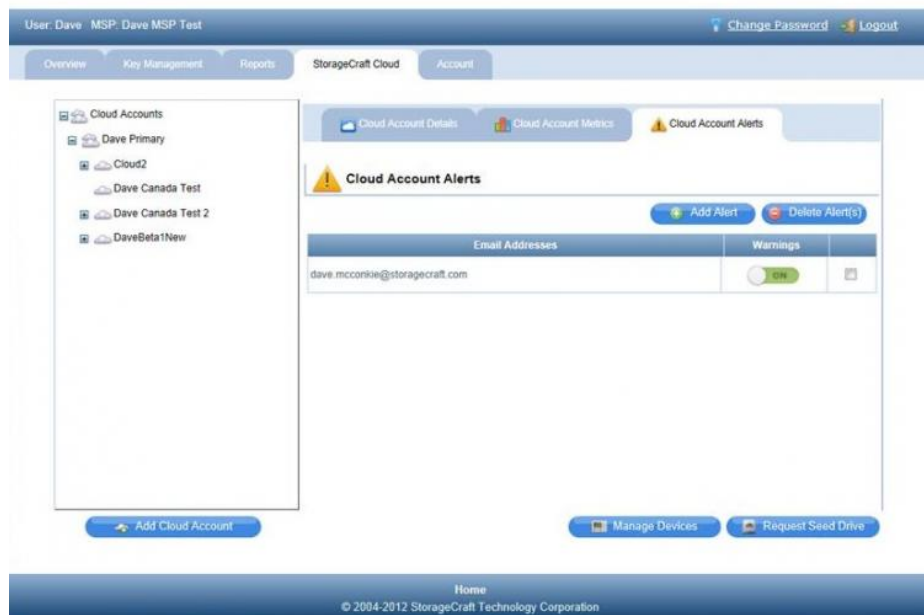 User: Dave MSP: Dave MSP Test
Change Password Logout
Overview Key Management Reports StorageCraft Cloud Account
Cloud Accounts
Dave Primary
Cloud2
Dave Canada Test
Dave Canada Test 2
DaveBeta1New
Add Cloud Account
Cloud Account Details Cloud Account Metrics Cloud Account Alerts
Cloud Account Alerts
Add Alert Delete Alert(s)
Email Addresses Warnings
dave.mcconkie@storagecraft.com ON
Manage Devices Request Seed Drive
Home
© 2004-2012 StorageCraft Technology Corporation